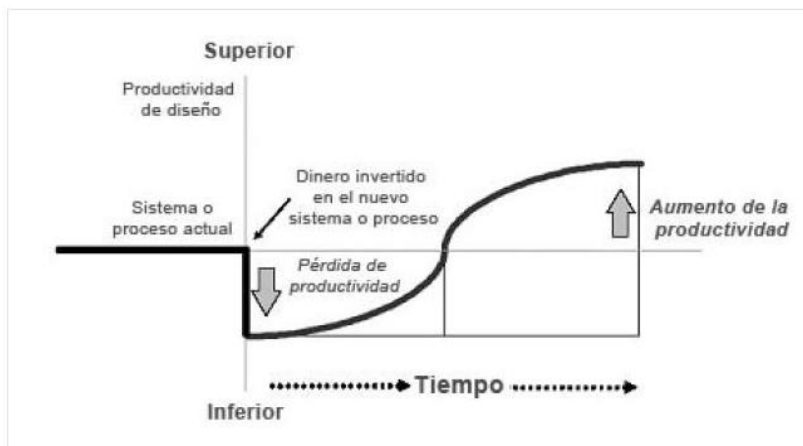 Superior
Productividad
de diseño
Dinero invertido
en el nuevo
sistema o proceso
Sistema o
proceso actual
Aumento de la
productividad
Pérdida de
productividad
Tiempo
Inferior